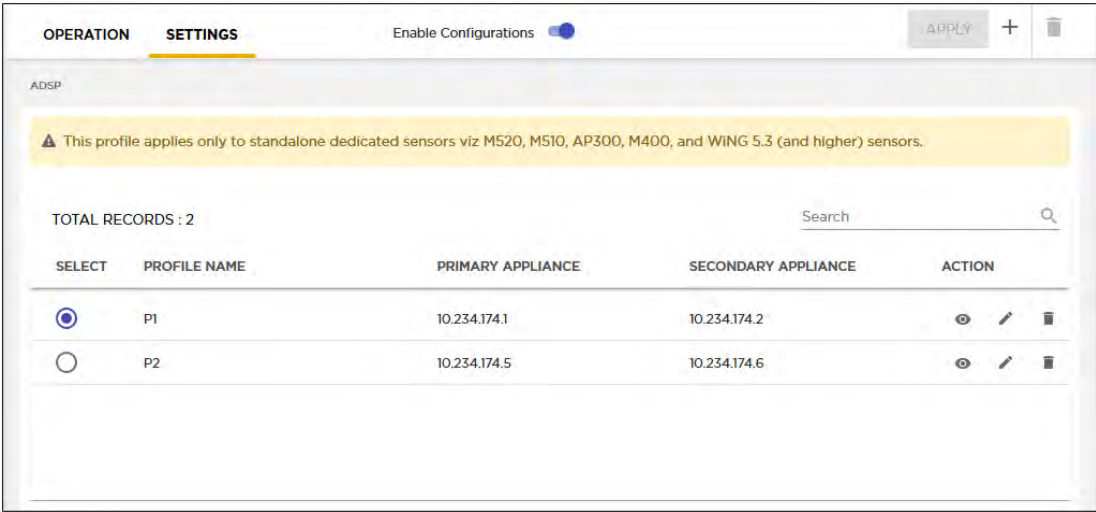 OPERATION SETTINGS Enable Configurations APPLY
ADSP
This profile applies only to standalone dedicated sensors viz M520, M510, AP300, M400, and WiNG 5.3 (and higher) sensors.
TOTAL RECORDS : 2 Search
SELECT PROFILE NAME PRIMARY APPLIANCE SECONDARY APPLIANCE ACTION
P1 10.234.174.1 10.234.174.2
P2 10.234.174.5 10.234.174.6